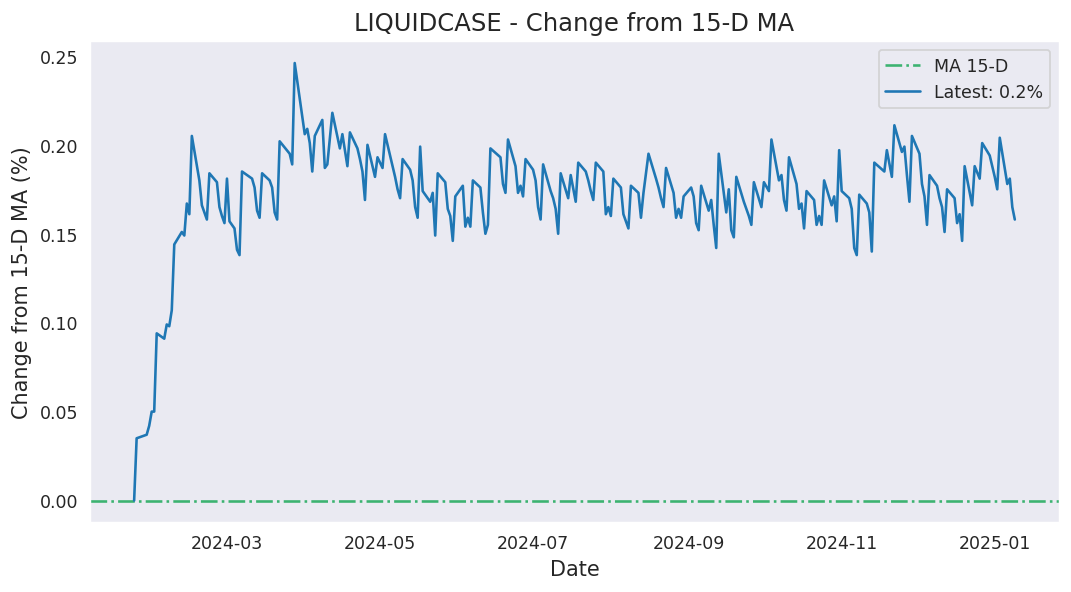 LIQUIDCASE - Change from 15-D MA
MA 15-D
Latest: 0.2%
Change from 15-D MA (%)
0.25
0.20
0.15
0.10
0.05
0.00
2024-03 2024-05 2024-07 2024-09 2024-11 2025-01
Date